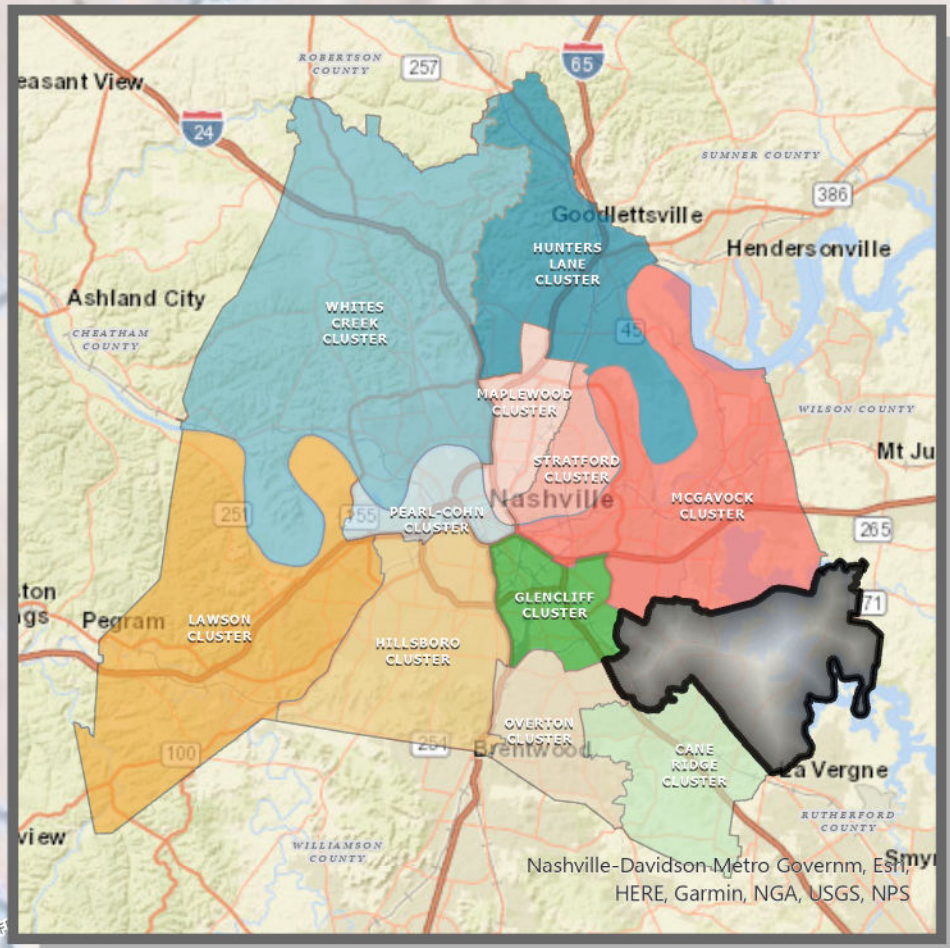 ROBERTSON
COUNTY
257
65
easant View
24
SUMNER COUNTY
386
Goodlettsville
HUNTERS
LANE
CLUSTER
Hendersonville
Ashland City
WHITES
CREEK
CLUSTER
CHEATHAM
COUNTY
45
MAPLEWOOD
CLUSTER
WILSON COUNTY
Mt Ju
STRATFORD
CLUSTER
Nashville
MCGAVOCK
CLUSTER
251
155
PEARL-COHN
CLUSTER
265
ton
gs
71
GLENCLIFF
CLUSTER
Pegram
LAWSON
CLUSTER
HILLSBORO
CLUSTER
OVERTON
CLUSTER
254
Brentwood
100
CANE
RIDGE
CLUSTER
La Vergne
RUTHERFORD
COUNTY
view
WILLIAMSON
COUNTY
Smyr
Nashville-Davidson Metro Governm, Esri,
HERE, Garmin, NGA, USGS, NPS